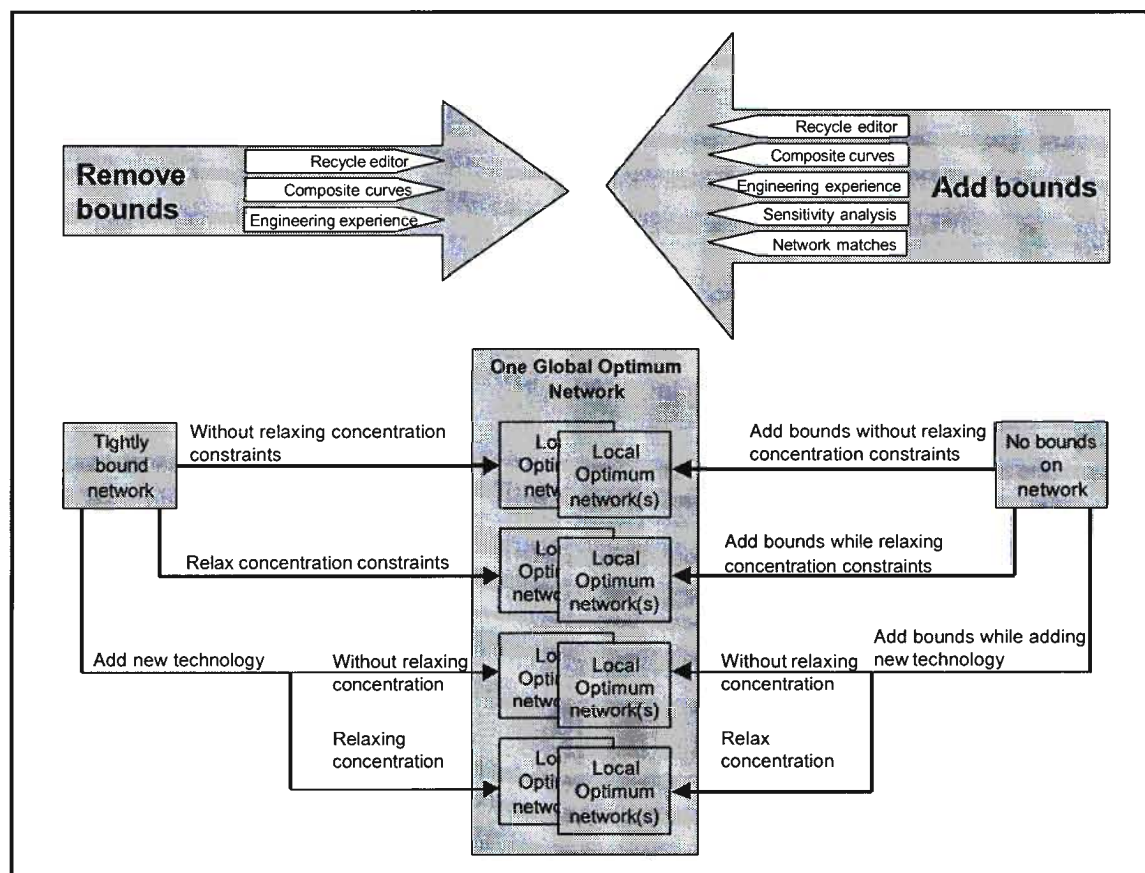 Remove
bounds
Recycle editor
Composite curves
Engineering experience
Recycle editor
Composite curves
Engineering experience
Sensitivity analysis
Network matches
Add bounds
One Global Optimum
Network
Tightly
bound
network
Without relaxing concentration
constraints
Relax concentration constraints
Add new technology
Without relaxing
concentration
Relaxing
concentration
Local
Optimum
network(s)
Local
Optimum
network(s)
Local
Optimum
network(s)
Local
Optimum
network(s)
Add bounds without relaxing
concentration constraints
Add bounds while relaxing
concentration constraints
Add bounds while adding
new technology
Without relaxing
concentration
Relax
concentration
No bounds
on
network